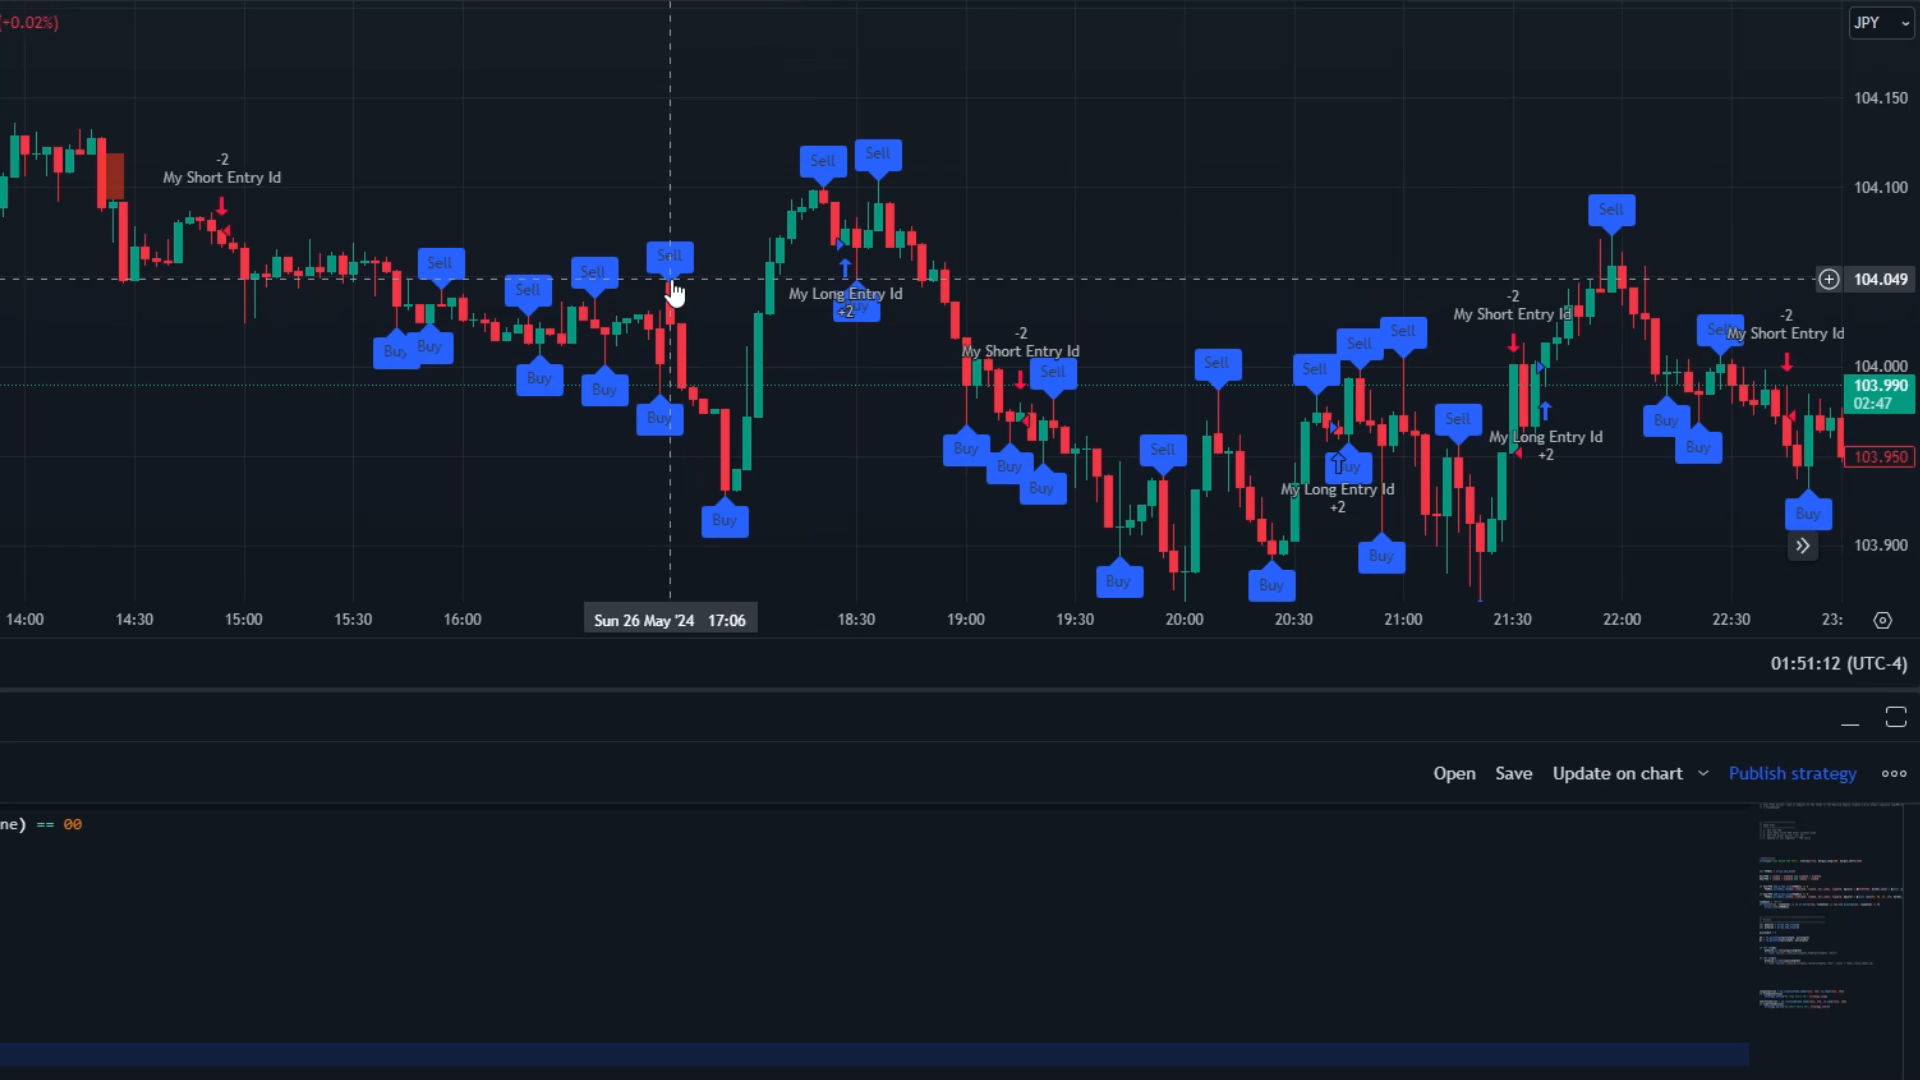 (+0.02%)
JPY
104.150
104.100
104.049
104.000
103.990
02:47
103.950
103.900
-2
My Short Entry Id
Sell
Sell
Sell
Sell
Buy
Buy
Buy
Buy
Buy
Buy
Sell
Sell
My Long Entry Id
+2
-2
My Short Entry Id
Sell
Buy
Buy
Buy
Sell
Buy
Sell
Buy
Sell
Sell
Sell
My Long Entry Id
+2
Buy
Sell
-2
My Short Entry Id
My Long Entry Id
+2
Sell
Buy
Buy
-2
My Short Entry Id
Buy
14:00 14:30 15:00 15:30 16:00 Sun 26 May '24 17:06 18:30 19:00 19:30 20:00 20:30 21:00 21:30 22:00 22:30 23:
01:51:12 (UTC-4)
Open Save Update on chart Publish strategy
ne) == 00